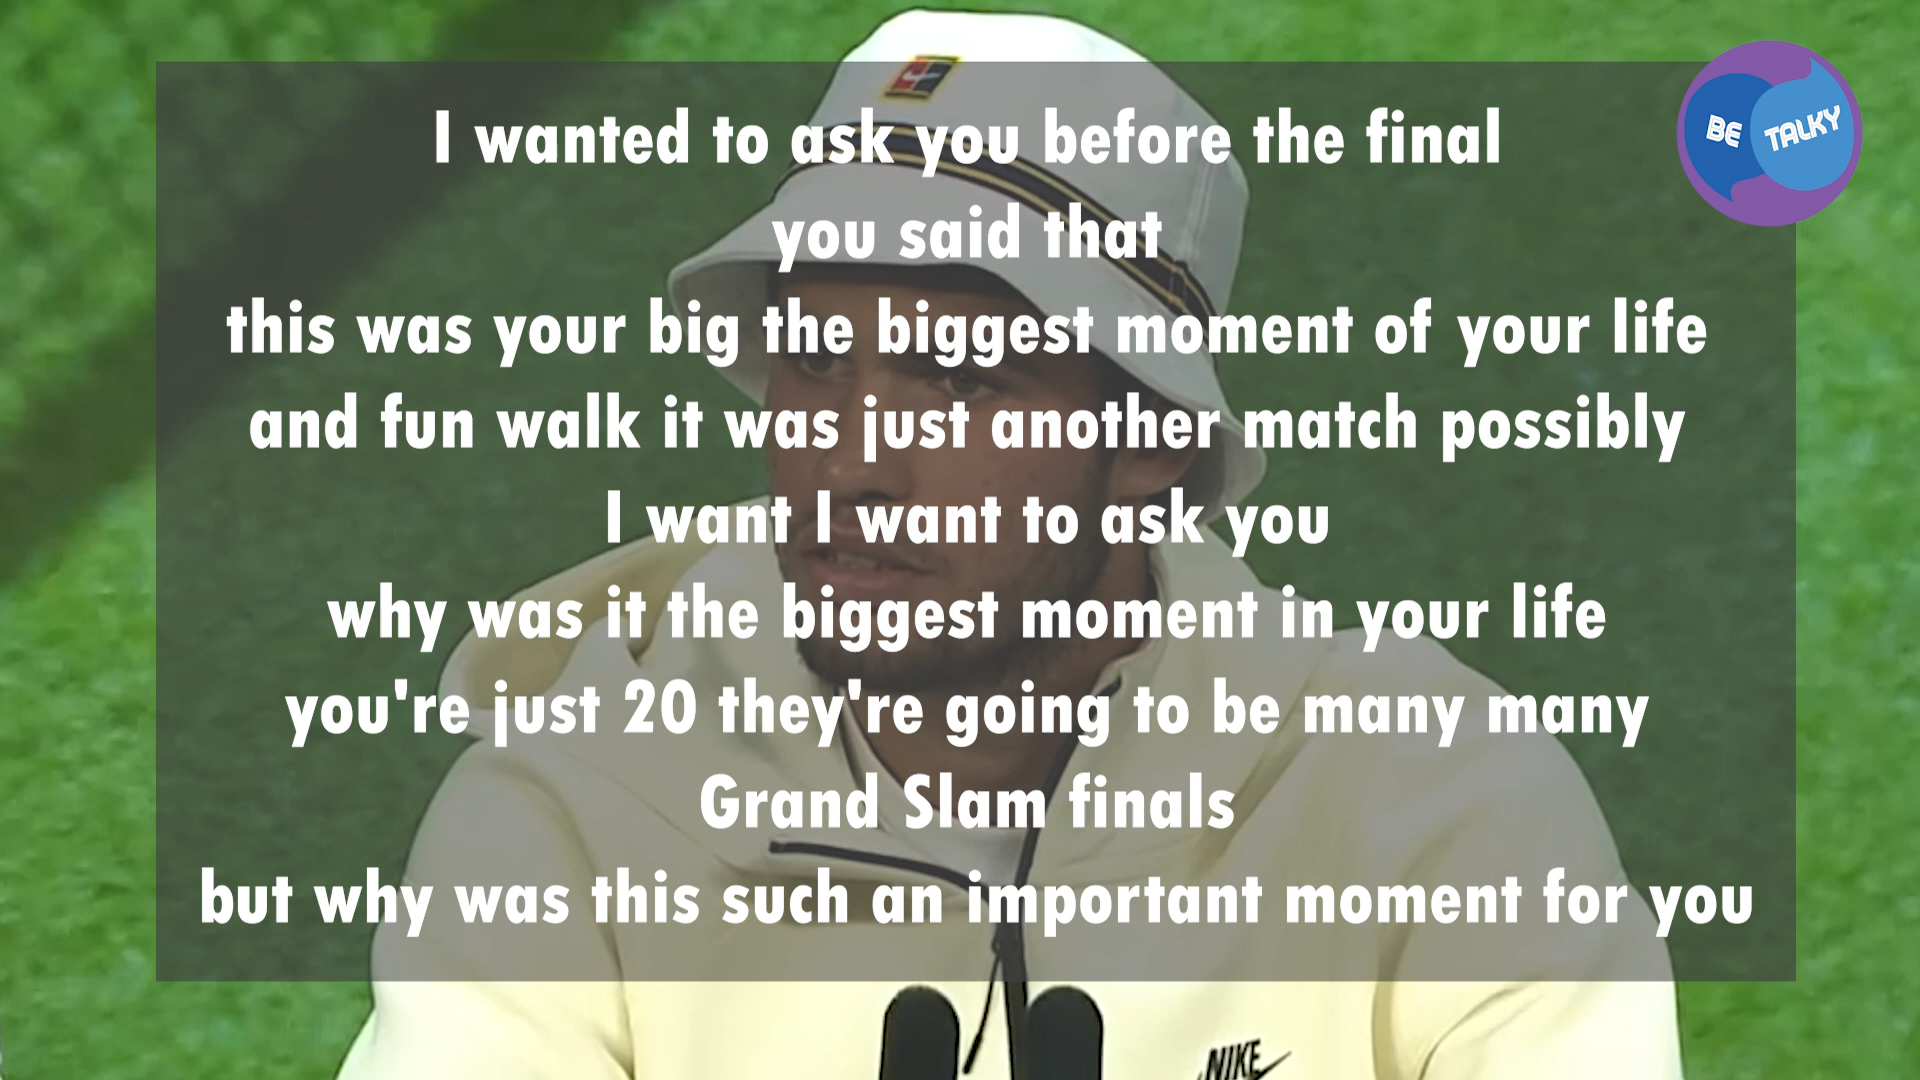 I wanted to ask you before the final
you said that
this was your big the biggest moment of your life
and fun walk it was just another match possibly
I want I want to ask you
why was it the biggest moment in your life
you're just 20 they're going to be many many
Grand Slam finals
but why was this such an important moment for you
BE TALKY
NIKE